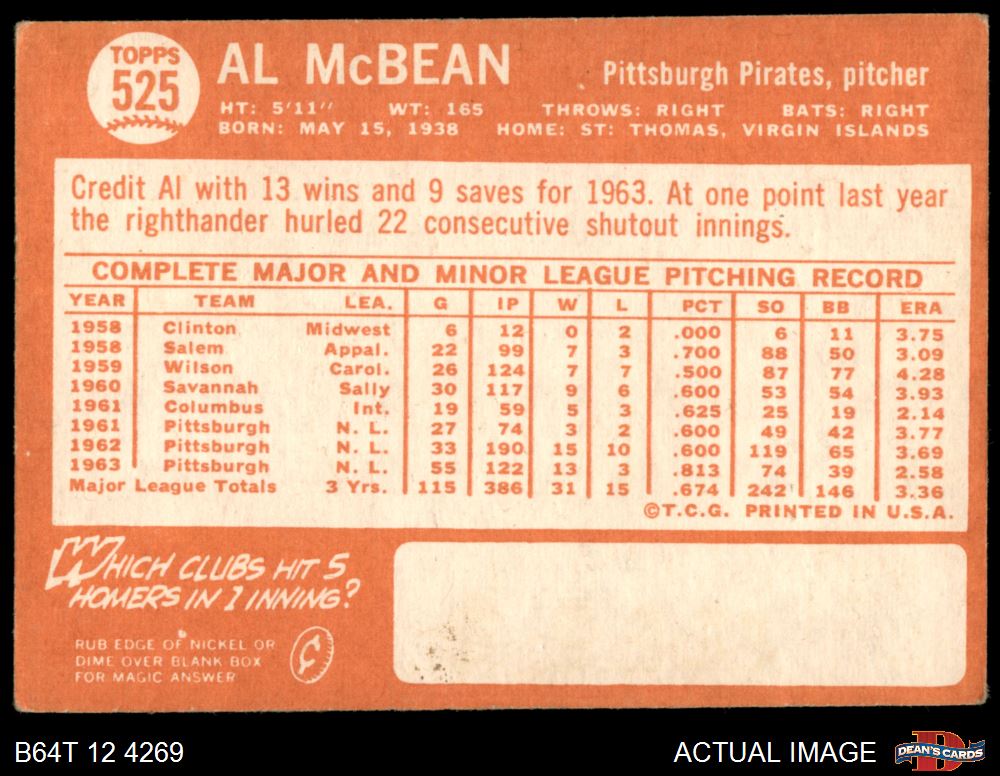 TOPPS
525
AL McBEAN
Pittsburgh Pirates, pitcher
HT: 5'11" WT: 165 THROWS: RIGHT BATS: RIGHT
BORN: MAY 15, 1938 HOME: ST: THOMAS, VIRGIN ISLANDS
Credit Al with 13 wins and 9 saves for 1963. At one point last year
the righthander hurled 22 consecutive shutout innings.
COMPLETE MAJOR AND MINOR LEAGUE PITCHING RECORD
YEAR TEAM LEA. G IP W L PCT SO BB ERA
1958 Clinton Midwest 6 12 0 2 .000 6 11 3.75
1958 Salem Appal. 22 99 7 3 .700 88 50 3.09
1959 Wilson Carol. 26 124 7 7 .500 87 77 4.28
1960 Savannah Sally 30 117 9 6 .600 53 54 3.93
1961 Columbus Int. 19 59 5 3 .625 25 19 2.14
1961 Pittsburgh N. L. 27 74 3 2 .600 49 42 3.77
1962 Pittsburgh N. L. 33 190 15 10 .600 119 65 3.69
1963 Pittsburgh N. L. 55 122 13 3 .813 74 39 2.58
Major League Totals 3 Yrs. 115 386 31 15 .674 242 146 3.36
©T.C.G. PRINTED IN U.S.A.
WHICH CLUBS HIT 5
HOMERS IN 1 INNING?
RUB EDGE OF NICKEL OR
DIME OVER BLANK BOX
FOR MAGIC ANSWER
¢
B64T 12 4269
ACTUAL IMAGE
D
DEAN'S CARDS